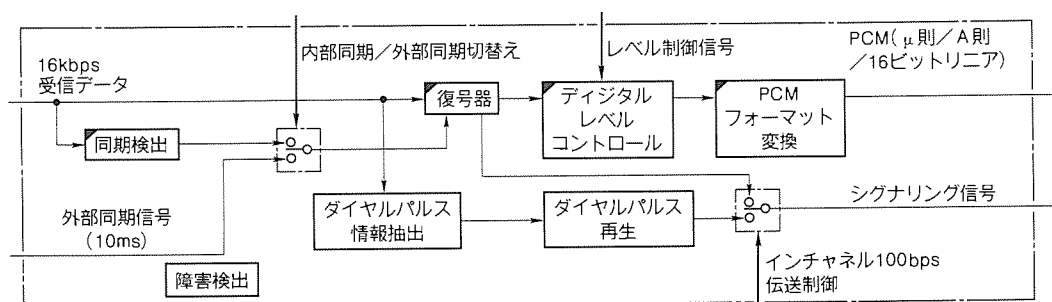 内部同期／外部同期切替え
レベル制御信号
PCM(μ則／A則
／16ビットリニア)
16kbps
受信データ
復号器
ディジタル
レベル
コントロール
PCM
フォーマット
変換
同期検出
外部同期信号
(10ms)
ダイヤルパルス
情報抽出
ダイヤルパルス
再生
シグナリング信号
障害検出
インチャネル100bps
伝送制御